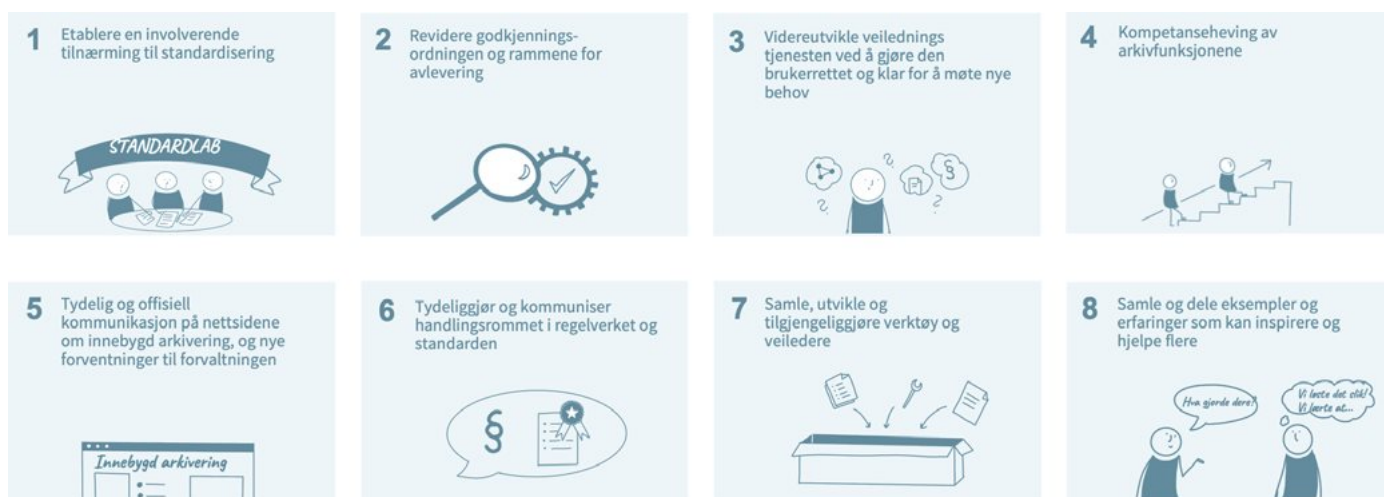 1
Etablere en involverende
tilnærming til standardisering
STANDARDLAB
2
Revidere godkjennings-
ordningen og rammene for
avlevering
3
Videreutvikle veilednings
tjenesten ved å gjøre den
brukerrettet og klar for å møte nye
behov
§
4
Kompetanseheving av
arkivfunksjonene
5
Tydelig og offisiell
kommunikasjon på nettsidene
om innebygd arkivering, og nye
forventninger til forvaltningen
Innebygd arkivering
6
Tydeliggjør og kommuniser
handlingsrommet i regelverket og
standarden
§
7
Samle, utvikle og
tilgjengeliggjøre verktøy og
veiledere
8
Samle og dele eksempler og
erfaringer som kan inspirere og
hjelpe flere
Hva gjorde dere?
Vi løste det slik!
Vi lærte at...